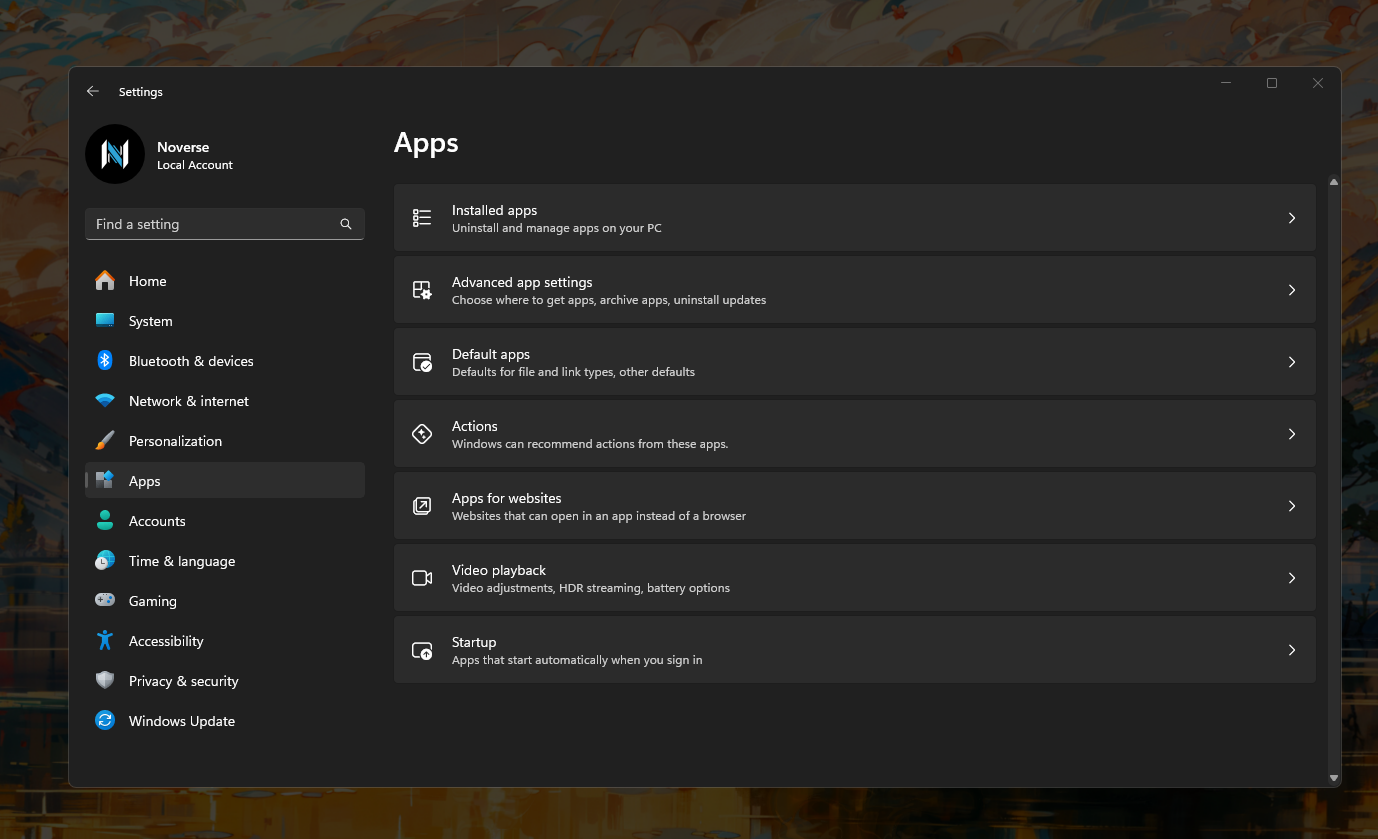 Settings
Noverse
Local Account
Find a setting
Home
System
Bluetooth & devices
Network & internet
Personalization
Apps
Accounts
Time & language
Gaming
Accessibility
Privacy & security
Windows Update
Apps
Installed apps
Uninstall and manage apps on your PC
Advanced app settings
Choose where to get apps, archive apps, uninstall updates
Default apps
Defaults for file and link types, other defaults
Actions
Windows can recommend actions from these apps.
Apps for websites
Websites that can open in an app instead of a browser
Video playback
Video adjustments, HDR streaming, battery options
Startup
Apps that start automatically when you sign in